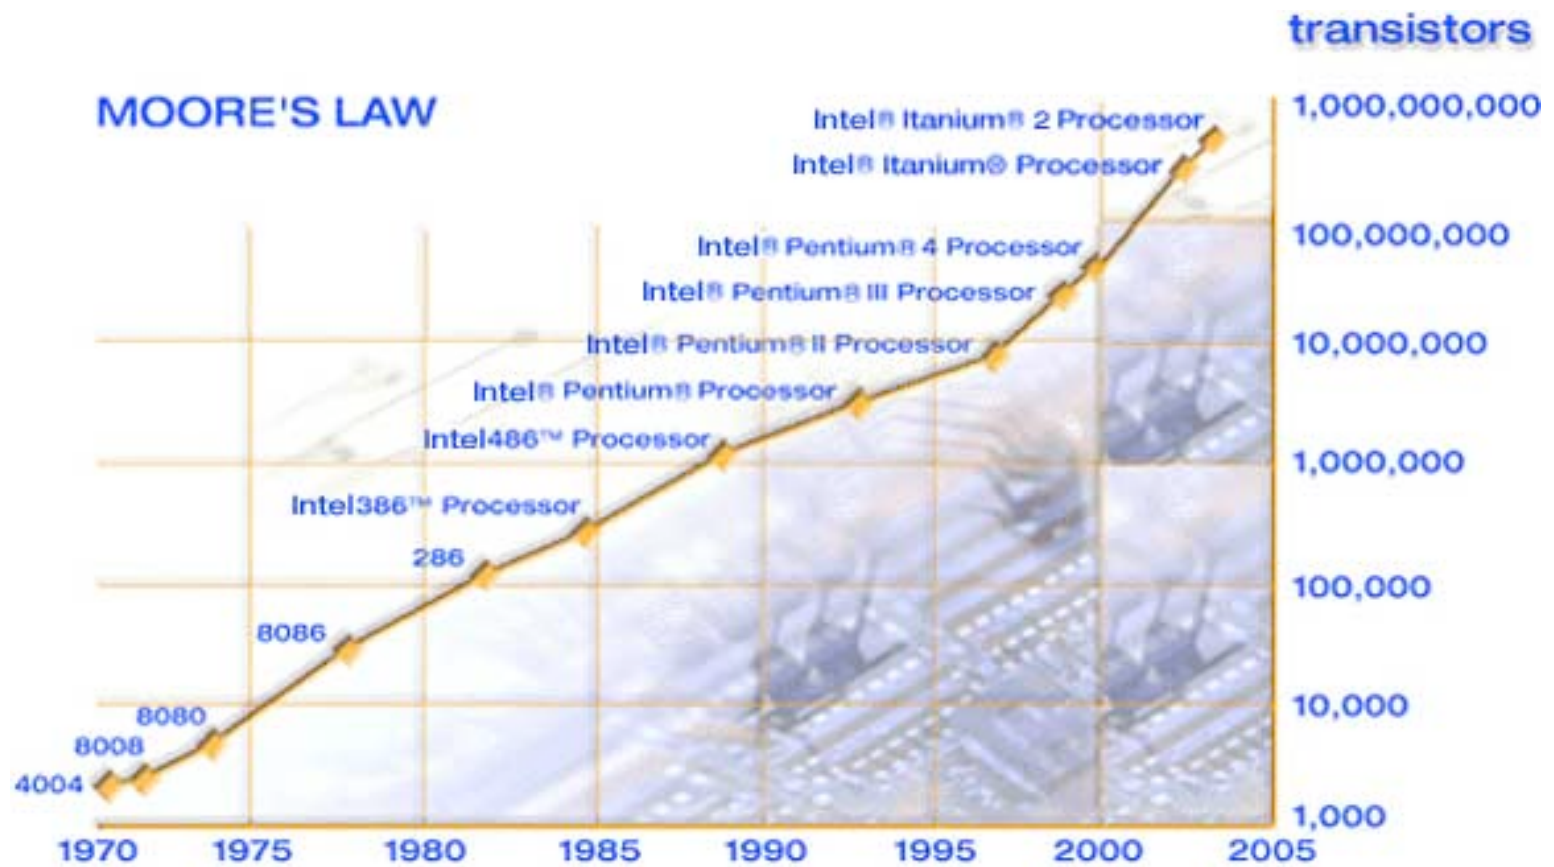 transistors
MOORE'S LAW
1,000,000,000
Intel® Itanium® 2 Processor
Intel® Itanium® Processor
100,000,000
Intel® Pentium® 4 Processor
Intel® Pentium® III Processor
10,000,000
Intel® Pentium® II Processor
Intel® Pentium® Processor
Intel486™ Processor
1,000,000
Intel386™ Processor
286
100,000
8086
10,000
8080
8008
4004
1,000
1970 1975 1980 1985 1990 1995 2000 2005